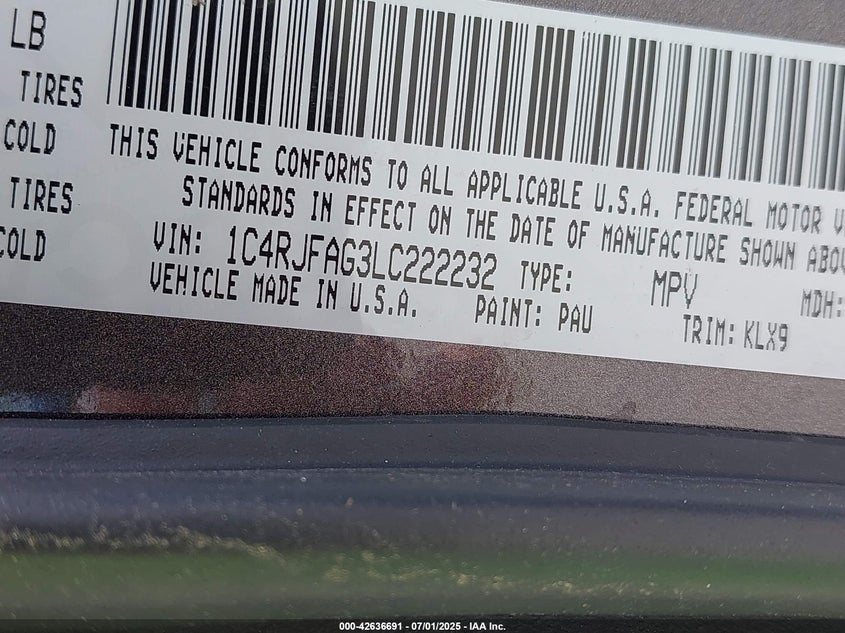 LB
TIRES
COLD
TIRES
COLD
THIS VEHICLE CONFORMS TO ALL APPLICABLE U.S.A. FEDERAL MOTOR V
STANDARDS IN EFFECT ON THE DATE OF MANUFACTURE SHOWN ABOV
VIN: 1C4RJFAG3LC222232 TYPE: MPV MDH:
VEHICLE MADE IN U.S.A. PAINT: PAU TRIM: KLX9
000-42636691 - 07/01/2025 - IAA Inc.